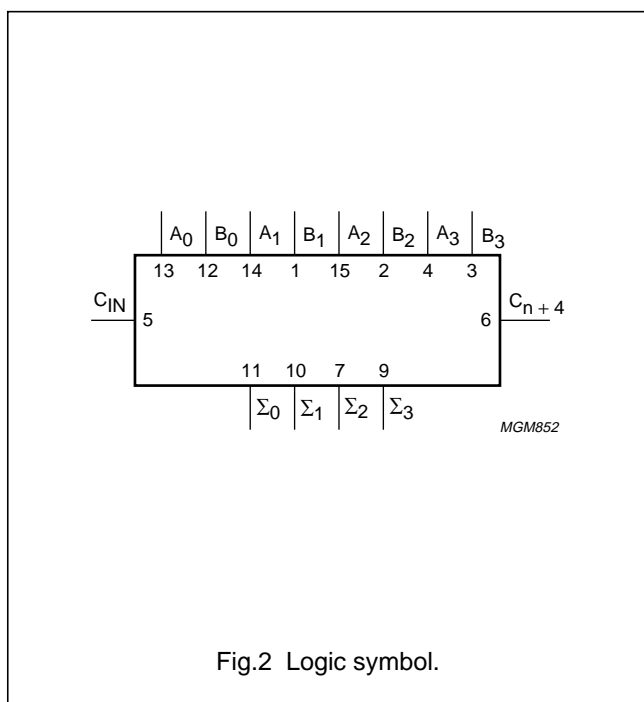 A0 B0 A1 B1 A2 B2 A3 B3
13 12 14 1 15 2 4 3
CIN 5 6 Cn + 4
11 10 7 9
Σ0 Σ1 Σ2 Σ3
MGM852
Fig.2 Logic symbol.